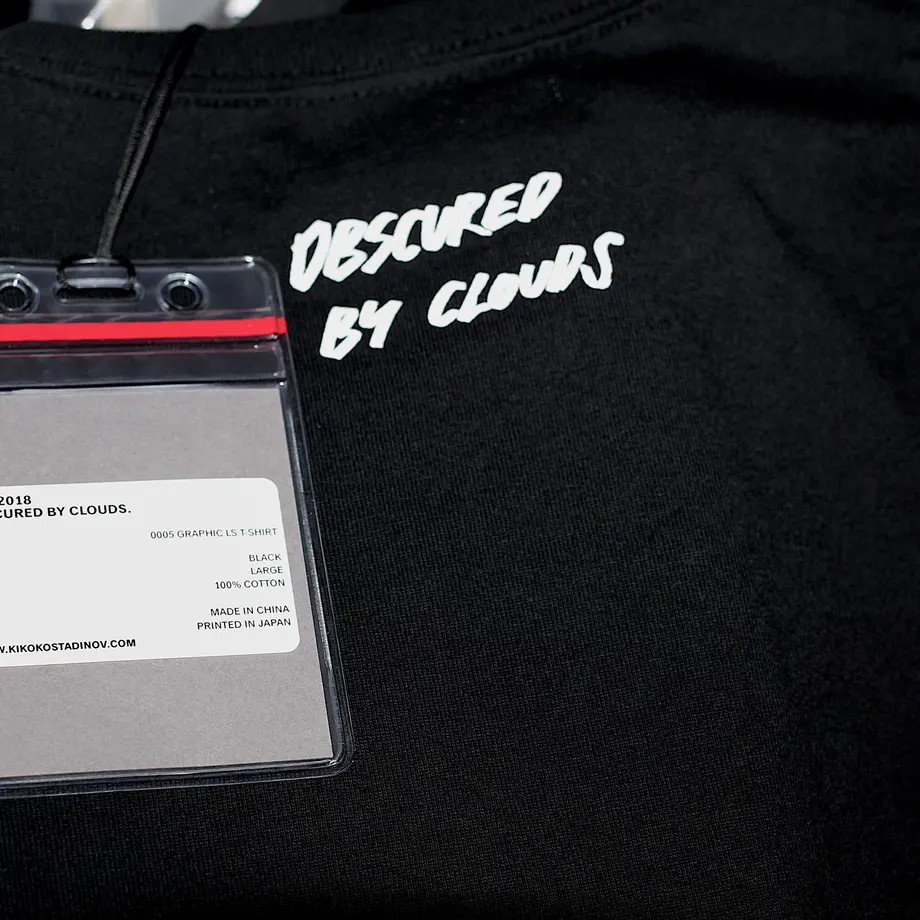 OBSCURED
BY CLOUDS
2018
CURED BY CLOUDS.
0005 GRAPHIC LS T-SHIRT
BLACK
LARGE
100% COTTON
MADE IN CHINA
PRINTED IN JAPAN
W.KIKOKOSTADINOV.COM